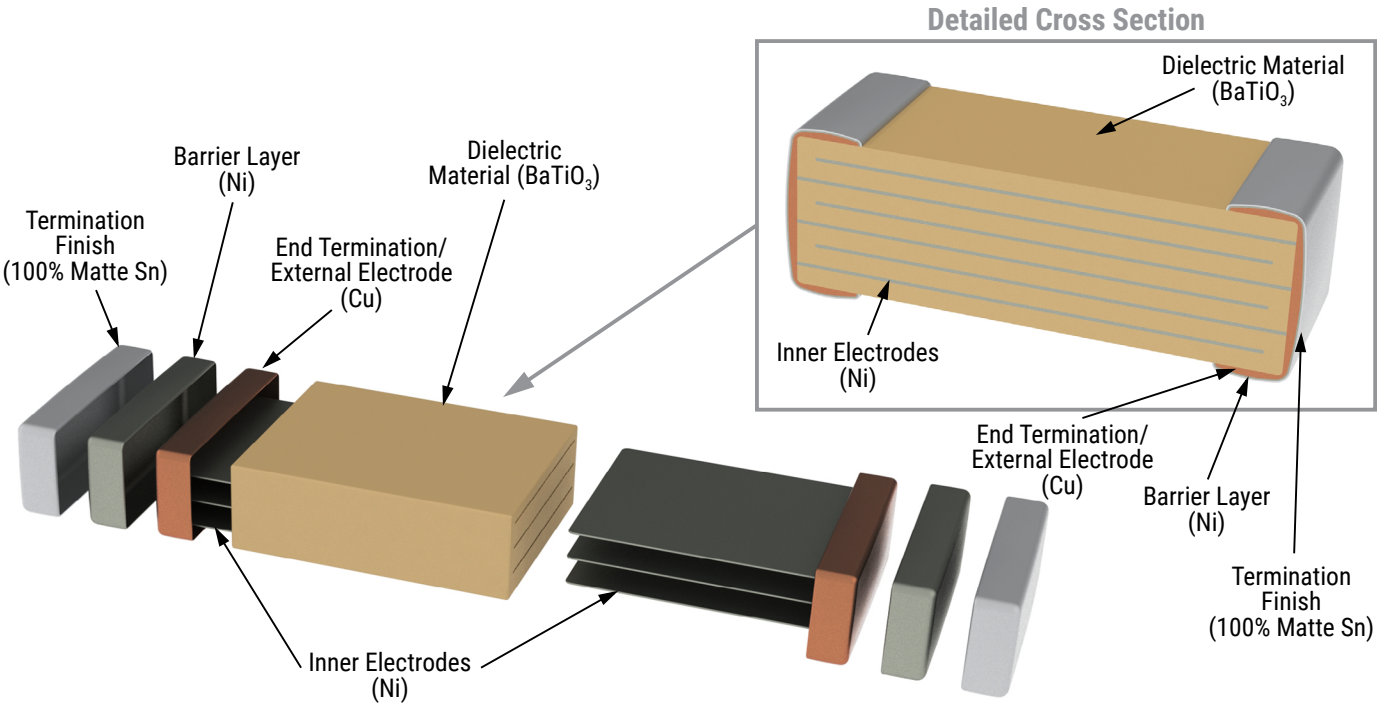 Detailed Cross Section
Dielectric Material
(BaTiO₃)
Inner Electrodes
(Ni)
End Termination/
External Electrode
(Cu)
Barrier Layer
(Ni)
Termination
Finish
(100% Matte Sn)
Termination
Finish
(100% Matte Sn)
Barrier Layer
(Ni)
End Termination/
External Electrode
(Cu)
Dielectric
Material (BaTiO₃)
Inner Electrodes
(Ni)